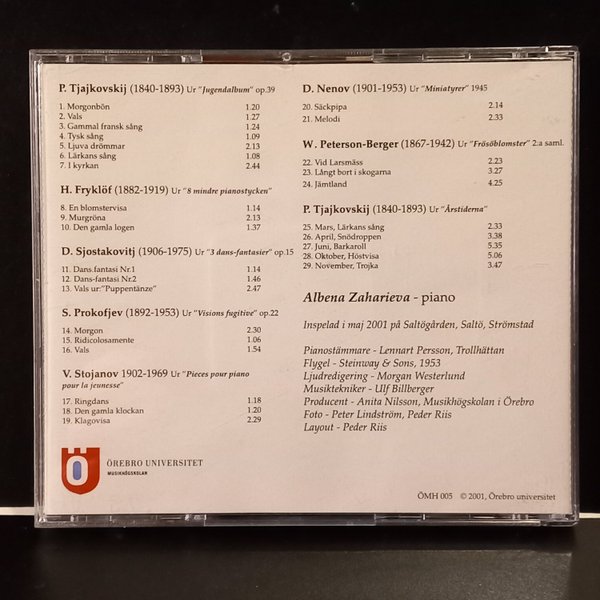 P. Tjajkovskij (1840-1893) Ur "Jugendalbum" op.39
1. Morgonbön 1.20
2. Vals 1.27
3. Gammal fransk sång 1.24
4. Tysk sång 1.09
5. Ljuva drömmar 2.13
6. Lärkans sång 1.08
7. I kyrkan 2.44
H. Fryklöf (1882-1919) Ur "8 mindre pianostycken"
8. En blomstervisa 1.14
9. Murgröna 2.13
10. Den gamla logen 1.37
D. Sjostakovitj (1906-1975) Ur "3 dans-fantasier" op.15
11. Dans.fantasi Nr.1 1.14
12. Dans-fantasi Nr.2 1.46
13. Vals ur:"Puppentänze" 2.47
S. Prokofjev (1892-1953) Ur "Visions fugitive" op.22
14. Morgon 2.30
15. Ridicolosamente 1.06
16. Vals 1.54
V. Stojanov 1902-1969 Ur "Pieces pour piano
pour la jeunesse"
17. Ringdans 1.18
18. Den gamla klockan 1.20
19. Klagovisa 2.29
Ö
ÖREBRO UNIVERSITET
MUSIKHÖGSKOLAN
D. Nenov (1901-1953) Ur "Miniatyrer" 1945
20. Säckpipa 2.14
21. Melodi 2.33
W. Peterson-Berger (1867-1942) Ur "Frösöblomster" 2:a saml.
22. Vid Larsmäss 2.23
23. Långt bort i skogarna 3.27
24. Jämtland 4.25
P. Tjajkovskij (1840-1893) Ur "Årstiderna"
25. Mars, Lärkans sång 2.33
26. April, Snödroppen 3.38
27. Juni, Barkaroll 5.35
28. Oktober, Höstvisa 5.06
29. November, Trojka 3.47
Albena Zaharieva - piano
Inspelad i maj 2001 på Saltögården, Saltö, Strömstad
Pianostämmare - Lennart Persson, Trollhättan
Flygel - Steinway & Sons, 1953
Ljudredigering - Morgan Westerlund
Musiktekniker - Ulf Billberger
Producent - Anita Nilsson, Musikhögskolan i Örebro
Foto - Peter Lindström, Peder Riis
Layout - Peder Riis
ÖMH 005 © 2001, Örebro universitet